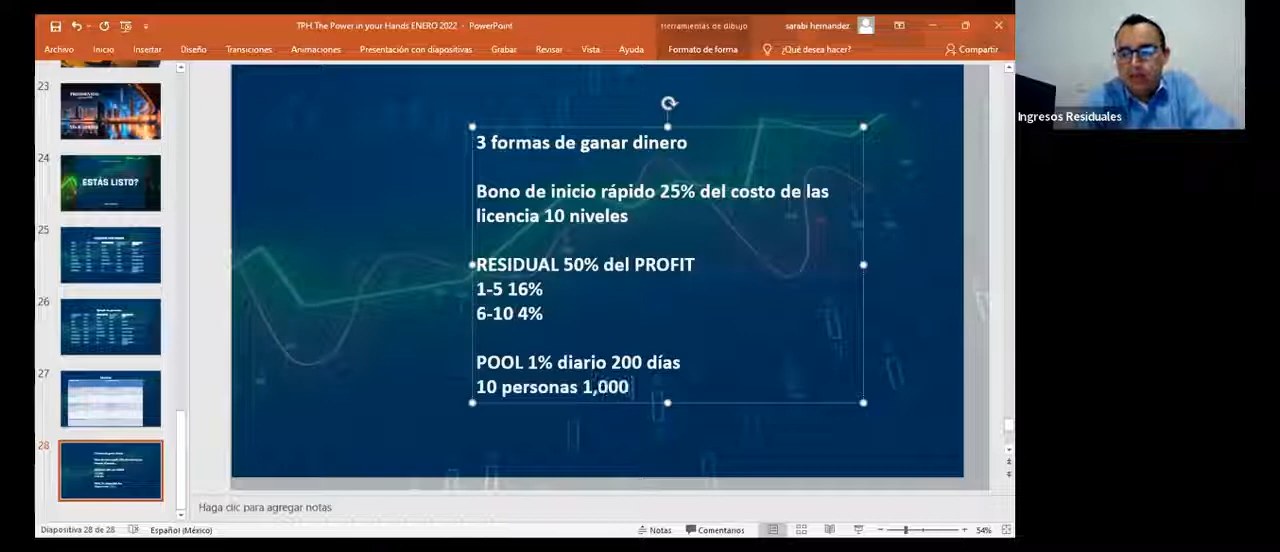 TPH The Power in your Hands ENERO 2022 - PowerPoint
Herramientas de dibujo
sarabi hernandez
Archivo
Inicio
Insertar
Diseño
Transiciones
Animaciones
Presentación con diapositivas
Grabar
Revisar
Vista
Ayuda
Formato de forma
¿Qué desea hacer?
Compartir
23
24
ESTÁS LISTO?
25
26
27
28
3 formas de ganar dinero
Bono de inicio rápido 25% del costo de las
licencia 10 niveles
RESIDUAL 50% del PROFIT
1-5 16%
6-10 4%
POOL 1% diario 200 días
10 personas 1,000
Haga clic para agregar notas
Diapositiva 28 de 28
Español (México)
Notas
Comentarios
54%
Ingresos Residuales